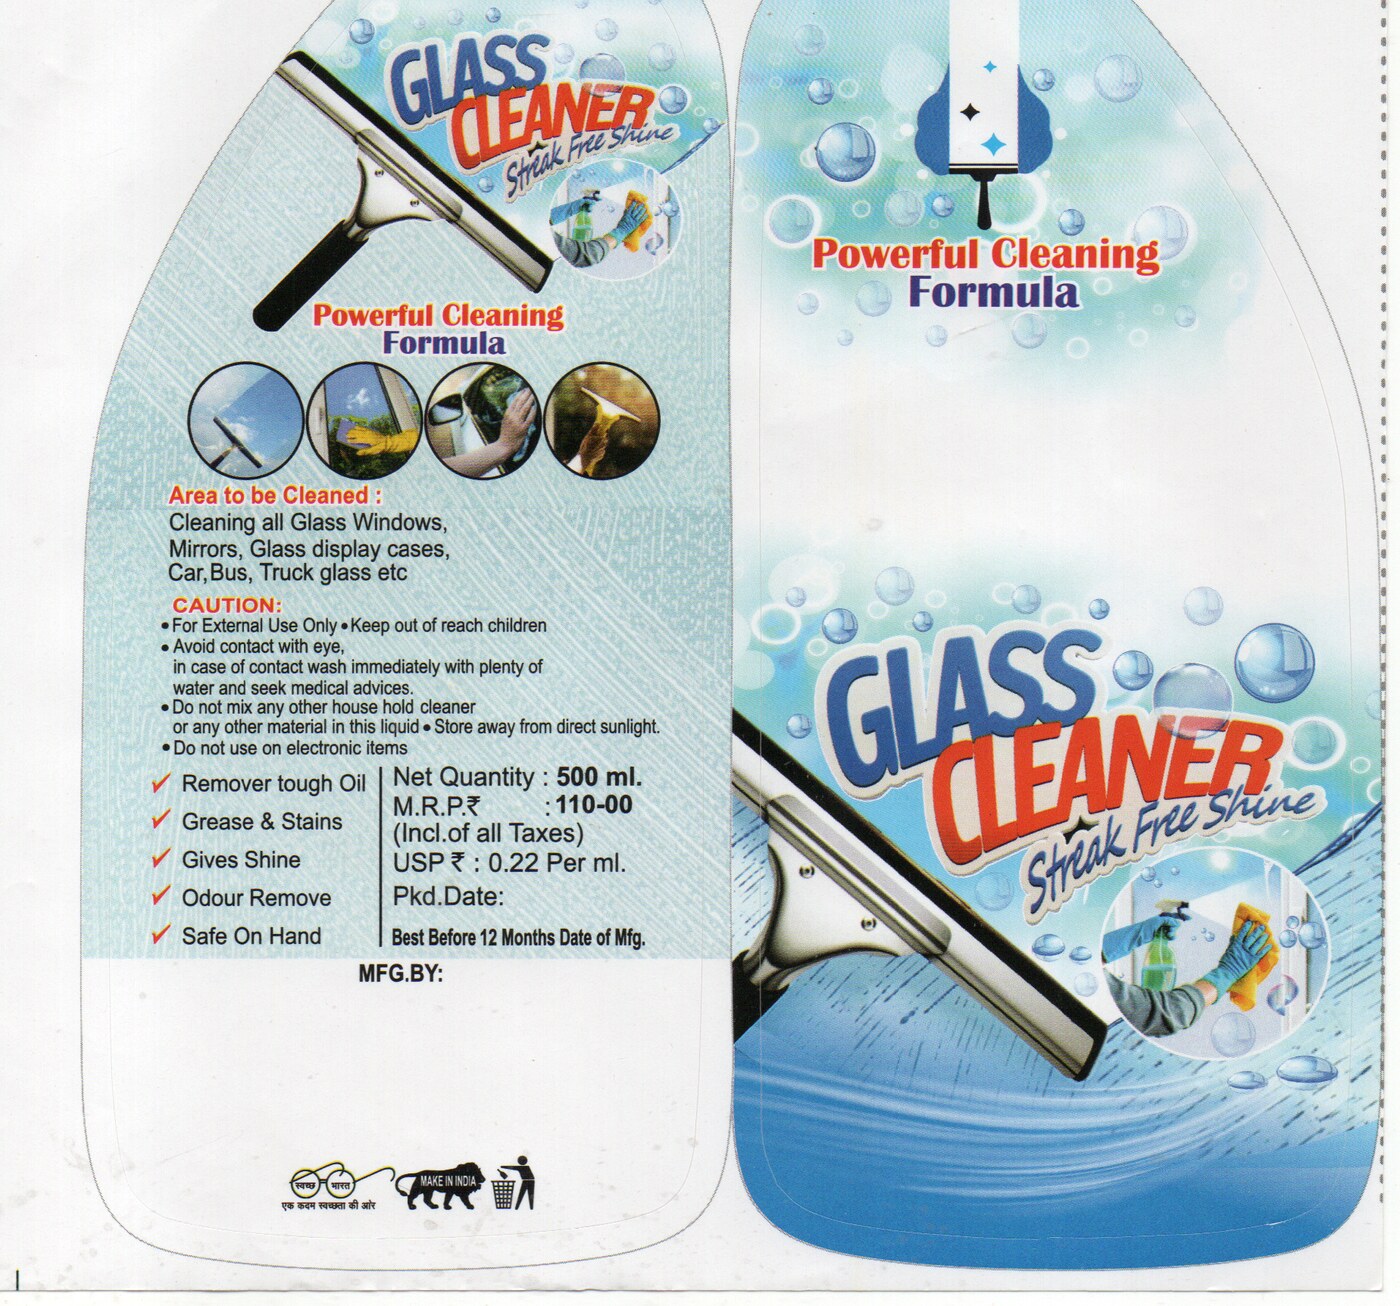 GLASS
CLEANER
Streak Free Shine
Powerful Cleaning
Formula
Area to be Cleaned :
Cleaning all Glass Windows,
Mirrors, Glass display cases,
Car,Bus, Truck glass etc
CAUTION:
• For External Use Only • Keep out of reach children
• Avoid contact with eye,
in case of contact wash immediately with plenty of
water and seek medical advices.
• Do not mix any other house hold cleaner
or any other material in this liquid • Store away from direct sunlight.
• Do not use on electronic items
✓ Remover tough Oil
✓ Grease & Stains
✓ Gives Shine
✓ Odour Remove
✓ Safe On Hand
Net Quantity : 500 ml.
M.R.P.₹ : 110-00
(Incl.of all Taxes)
USP ₹ : 0.22 Per ml.
Pkd.Date:
Best Before 12 Months Date of Mfg.
MFG.BY:
स्वच्छ भारत
एक कदम स्वच्छता की ओर
MAKE IN INDIA
Powerful Cleaning
Formula
GLASS
CLEANER
Streak Free Shine